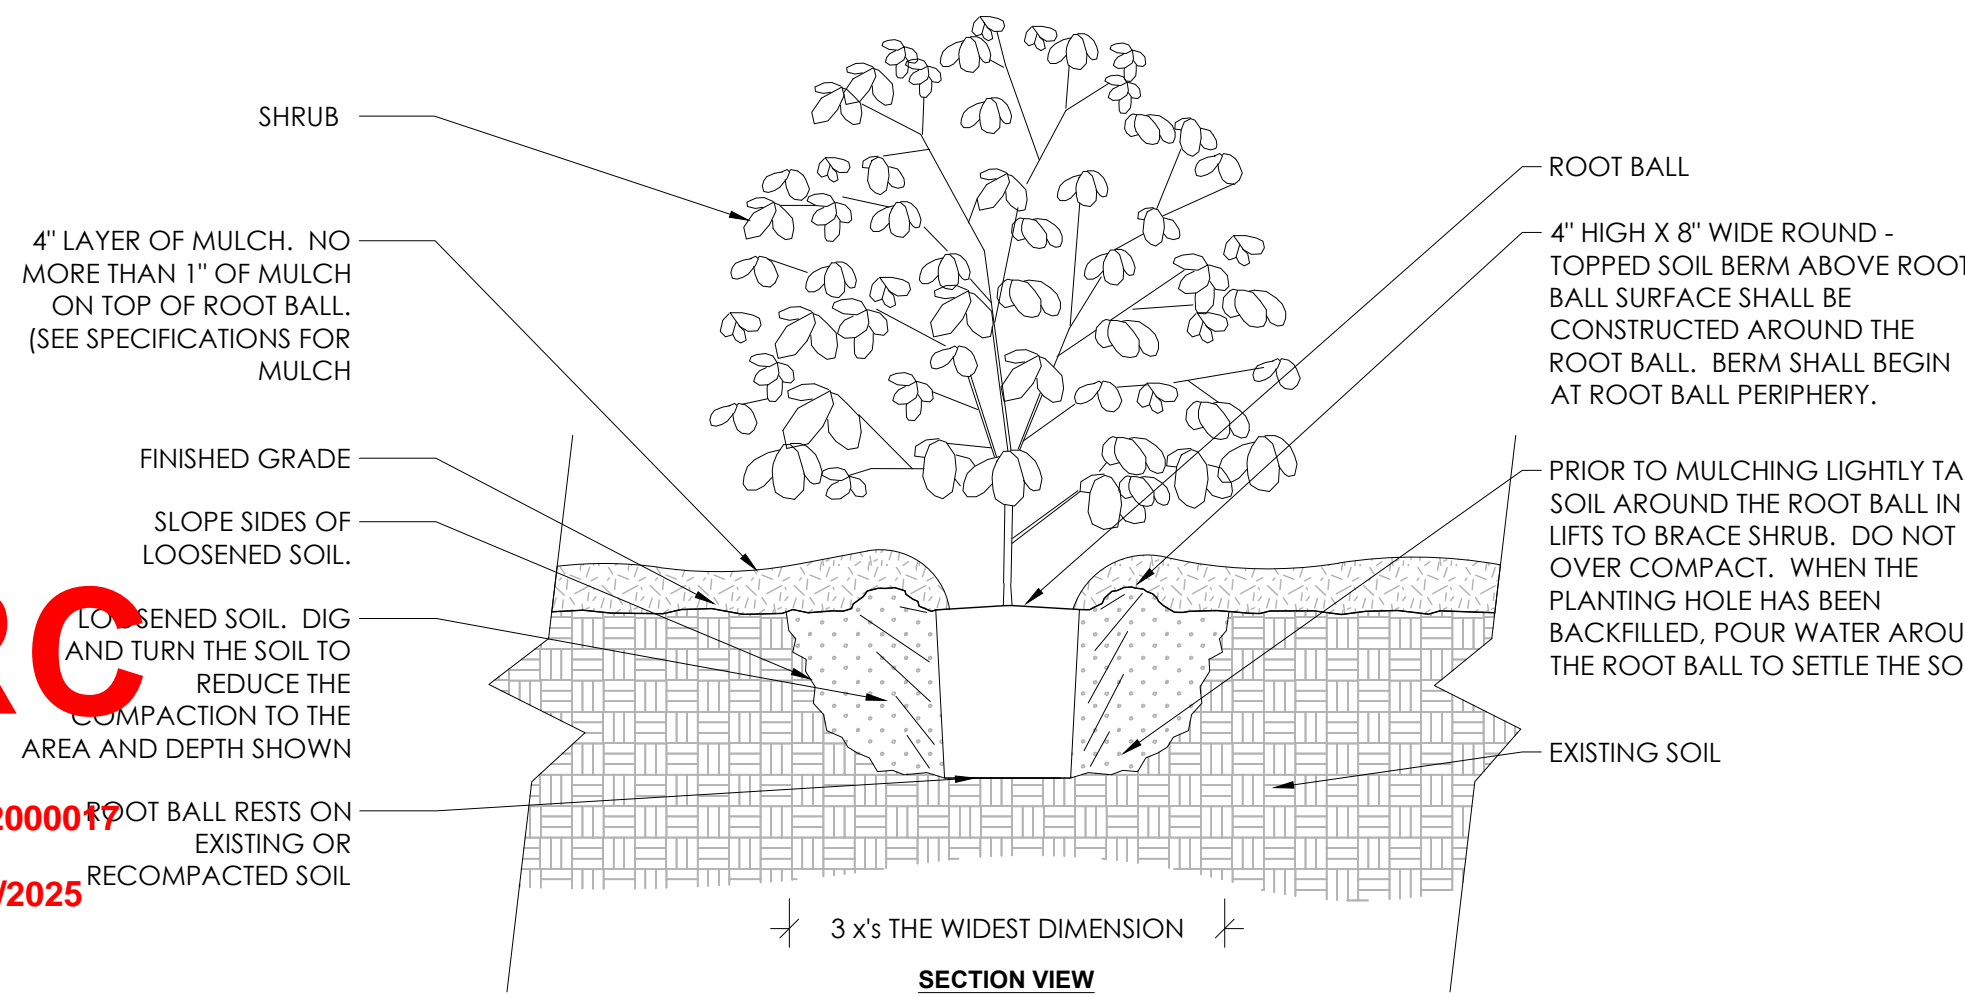 SHRUB
4" LAYER OF MULCH. NO
MORE THAN 1" OF MULCH
ON TOP OF ROOT BALL.
(SEE SPECIFICATIONS FOR
MULCH
FINISHED GRADE
SLOPE SIDES OF
LOOSENED SOIL.
LOOSENED SOIL. DIG
AND TURN THE SOIL TO
REDUCE THE
COMPACTION TO THE
AREA AND DEPTH SHOWN
RC
ROOT BALL RESTS ON
EXISTING OR
RECOMPACTED SOIL
2000017
/2025
ROOT BALL
4" HIGH X 8" WIDE ROUND -
TOPPED SOIL BERM ABOVE ROOT
BALL SURFACE SHALL BE
CONSTRUCTED AROUND THE
ROOT BALL. BERM SHALL BEGIN
AT ROOT BALL PERIPHERY.
PRIOR TO MULCHING LIGHTLY TA
SOIL AROUND THE ROOT BALL IN
LIFTS TO BRACE SHRUB. DO NOT
OVER COMPACT. WHEN THE
PLANTING HOLE HAS BEEN
BACKFILLED, POUR WATER AROU
THE ROOT BALL TO SETTLE THE SO
EXISTING SOIL
3 x's THE WIDEST DIMENSION
SECTION VIEW